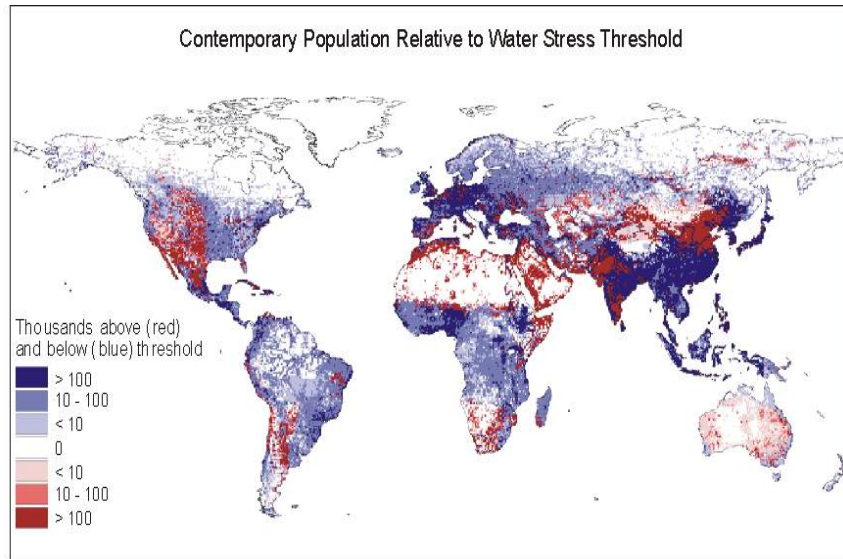 Contemporary Population Relative to Water Stress Threshold
Thousands above (red)
and below (blue) threshold
> 100
10 - 100
< 10
0
< 10
10 - 100
> 100